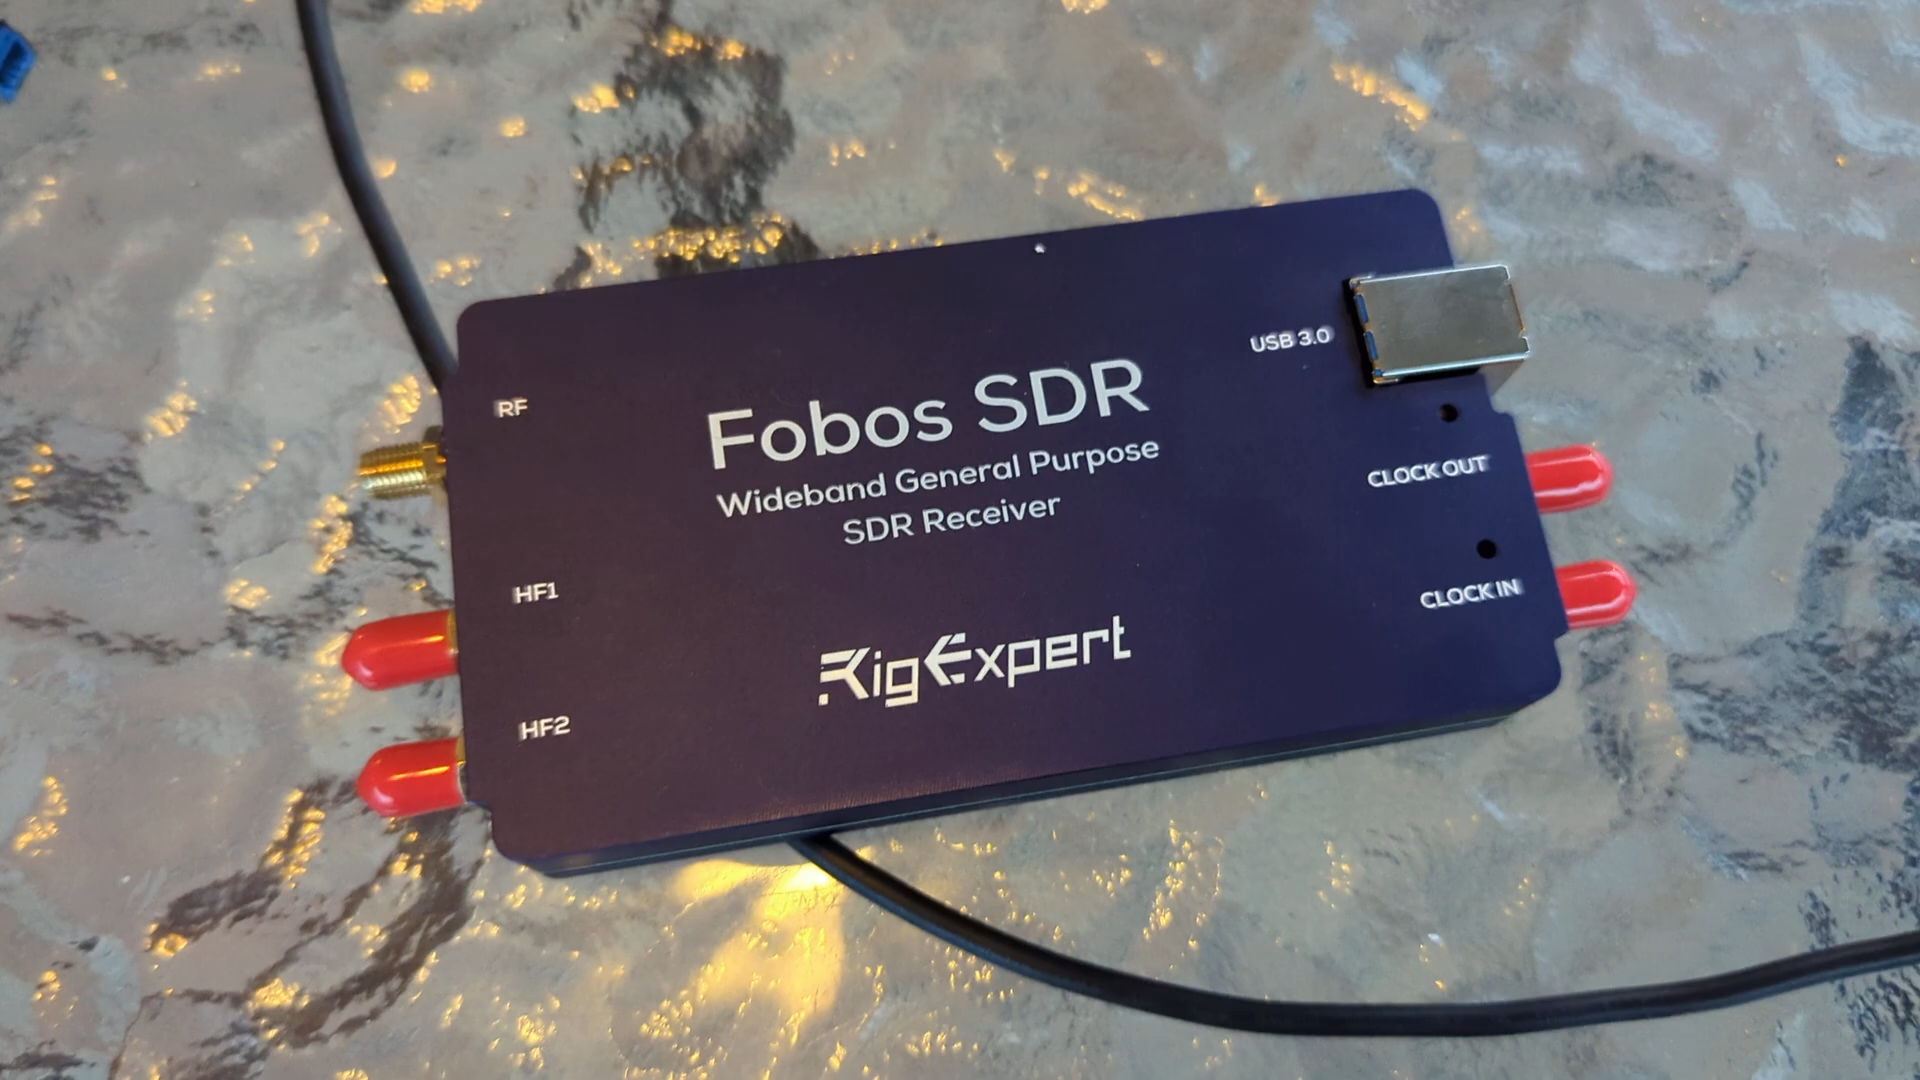 RF
USB 3.0
Fobos SDR
Wideband General Purpose
SDR Receiver
CLOCK OUT
HF1
CLOCK IN
RigExpert
HF2